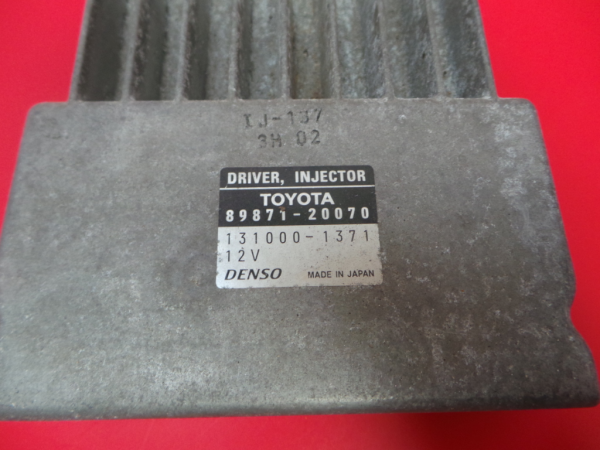 IJ-137
3H 02
DRIVER, INJECTOR
TOYOTA
89871-20070
131000-1371
12V
DENSO MADE IN JAPAN